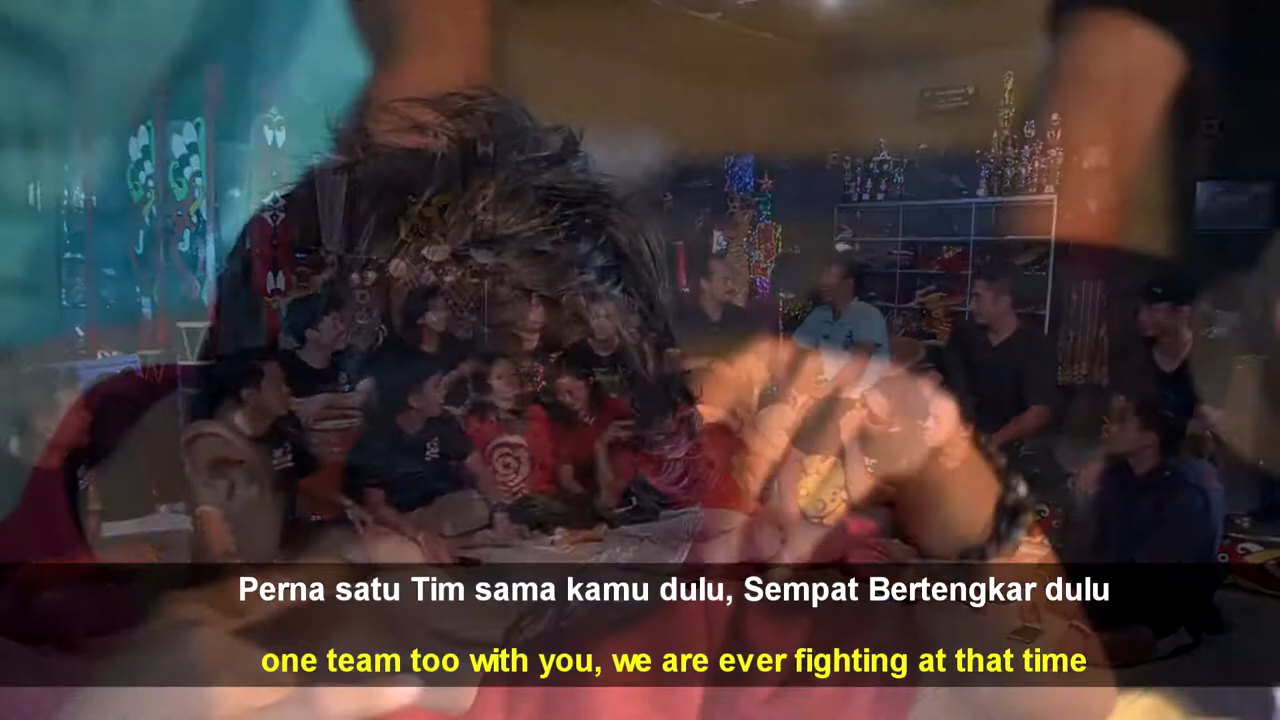 Perna satu Tim sama kamu dulu, Sempat Bertengkar dulu
one team too with you, we are ever fighting at that time